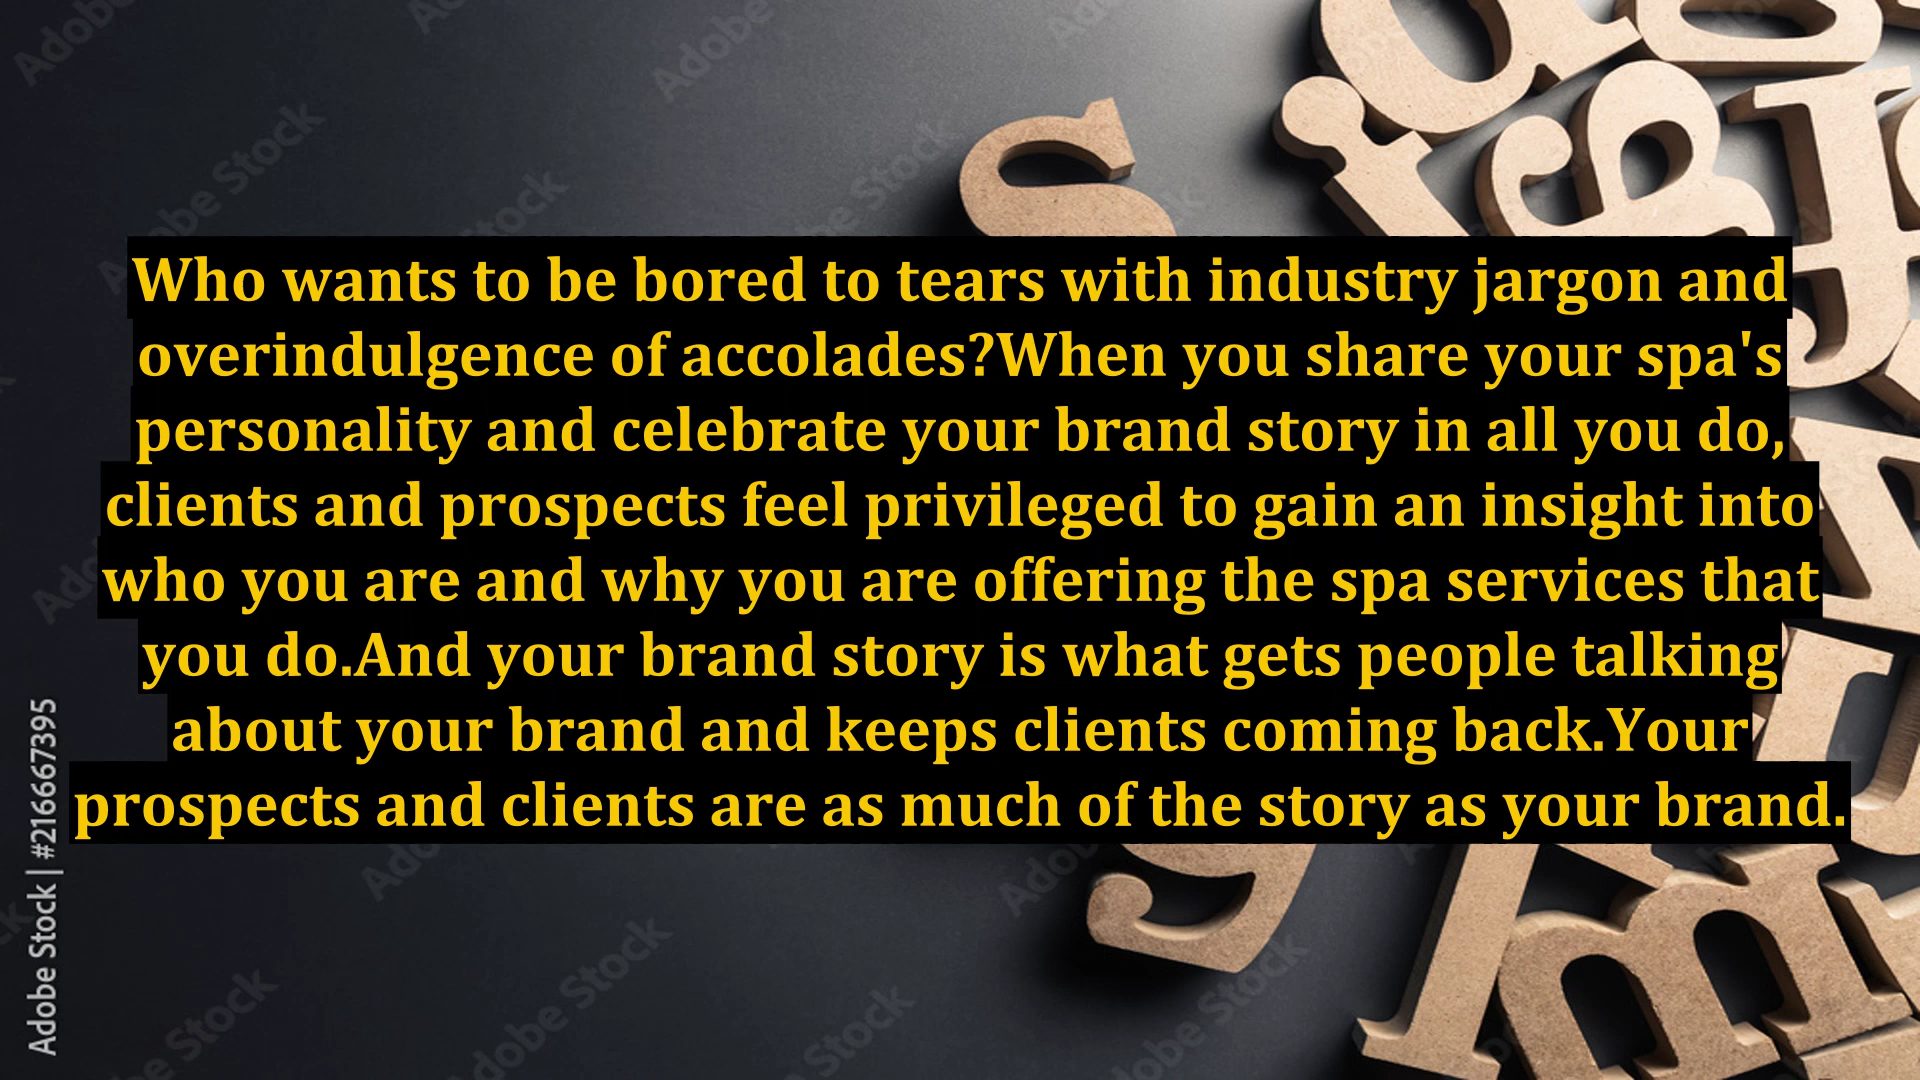 Who wants to be bored to tears with industry jargon and
overindulgence of accolades?When you share your spa's
personality and celebrate your brand story in all you do,
clients and prospects feel privileged to gain an insight into
who you are and why you are offering the spa services that
you do.And your brand story is what gets people talking
about your brand and keeps clients coming back.Your
prospects and clients are as much of the story as your brand.
Adobe Stock | #216667395